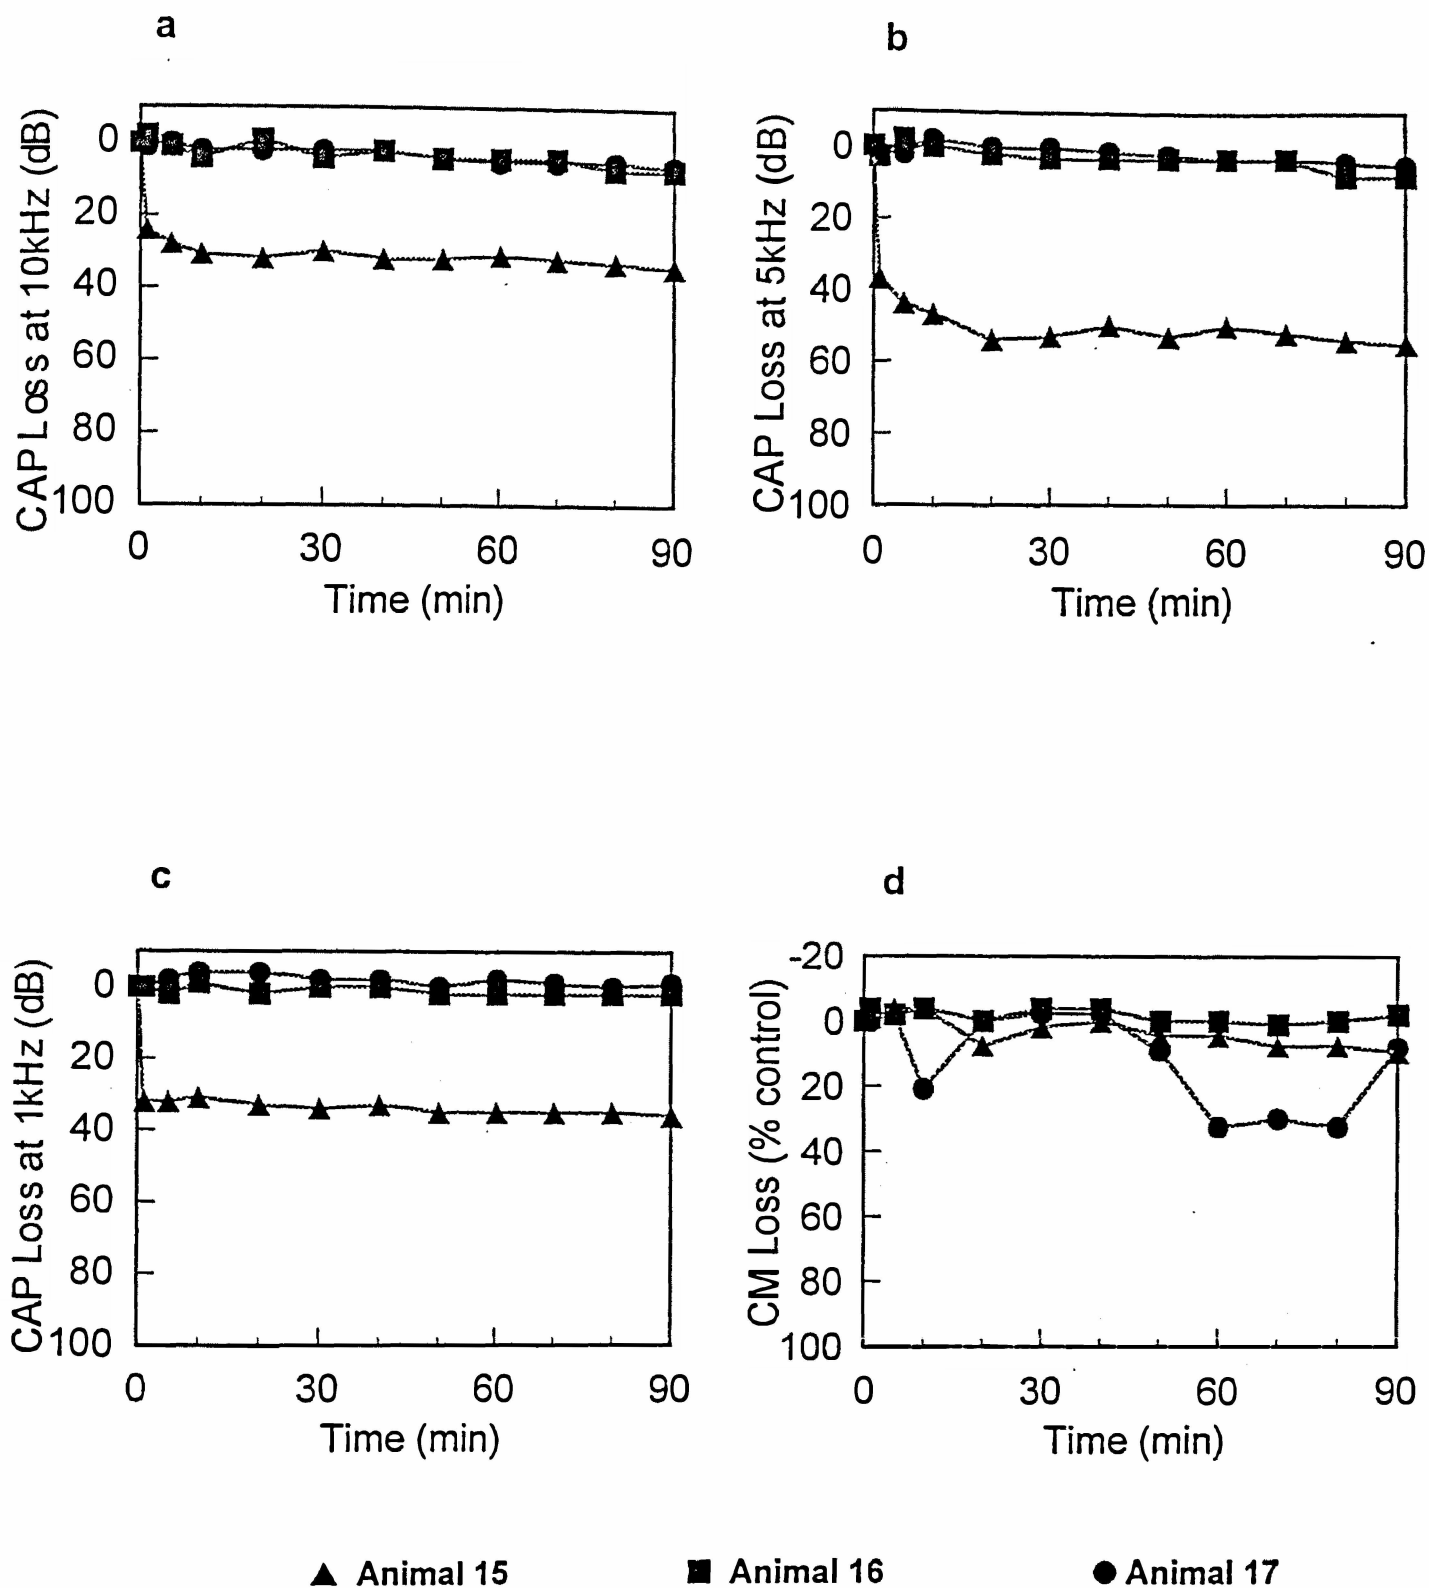 a
CAP Loss at 10kHz (dB)
0
20
40
60
80
100
0 30 60 90
Time (min)
b
CAP Loss at 5kHz (dB)
0
20
40
60
80
100
0 30 60 90
Time (min)
c
CAP Loss at 1kHz (dB)
0
20
40
60
80
100
0 30 60 90
Time (min)
d
CM Loss (% control)
-20
0
20
40
60
80
100
0 30 60 90
Time (min)
Animal 15 Animal 16 Animal 17